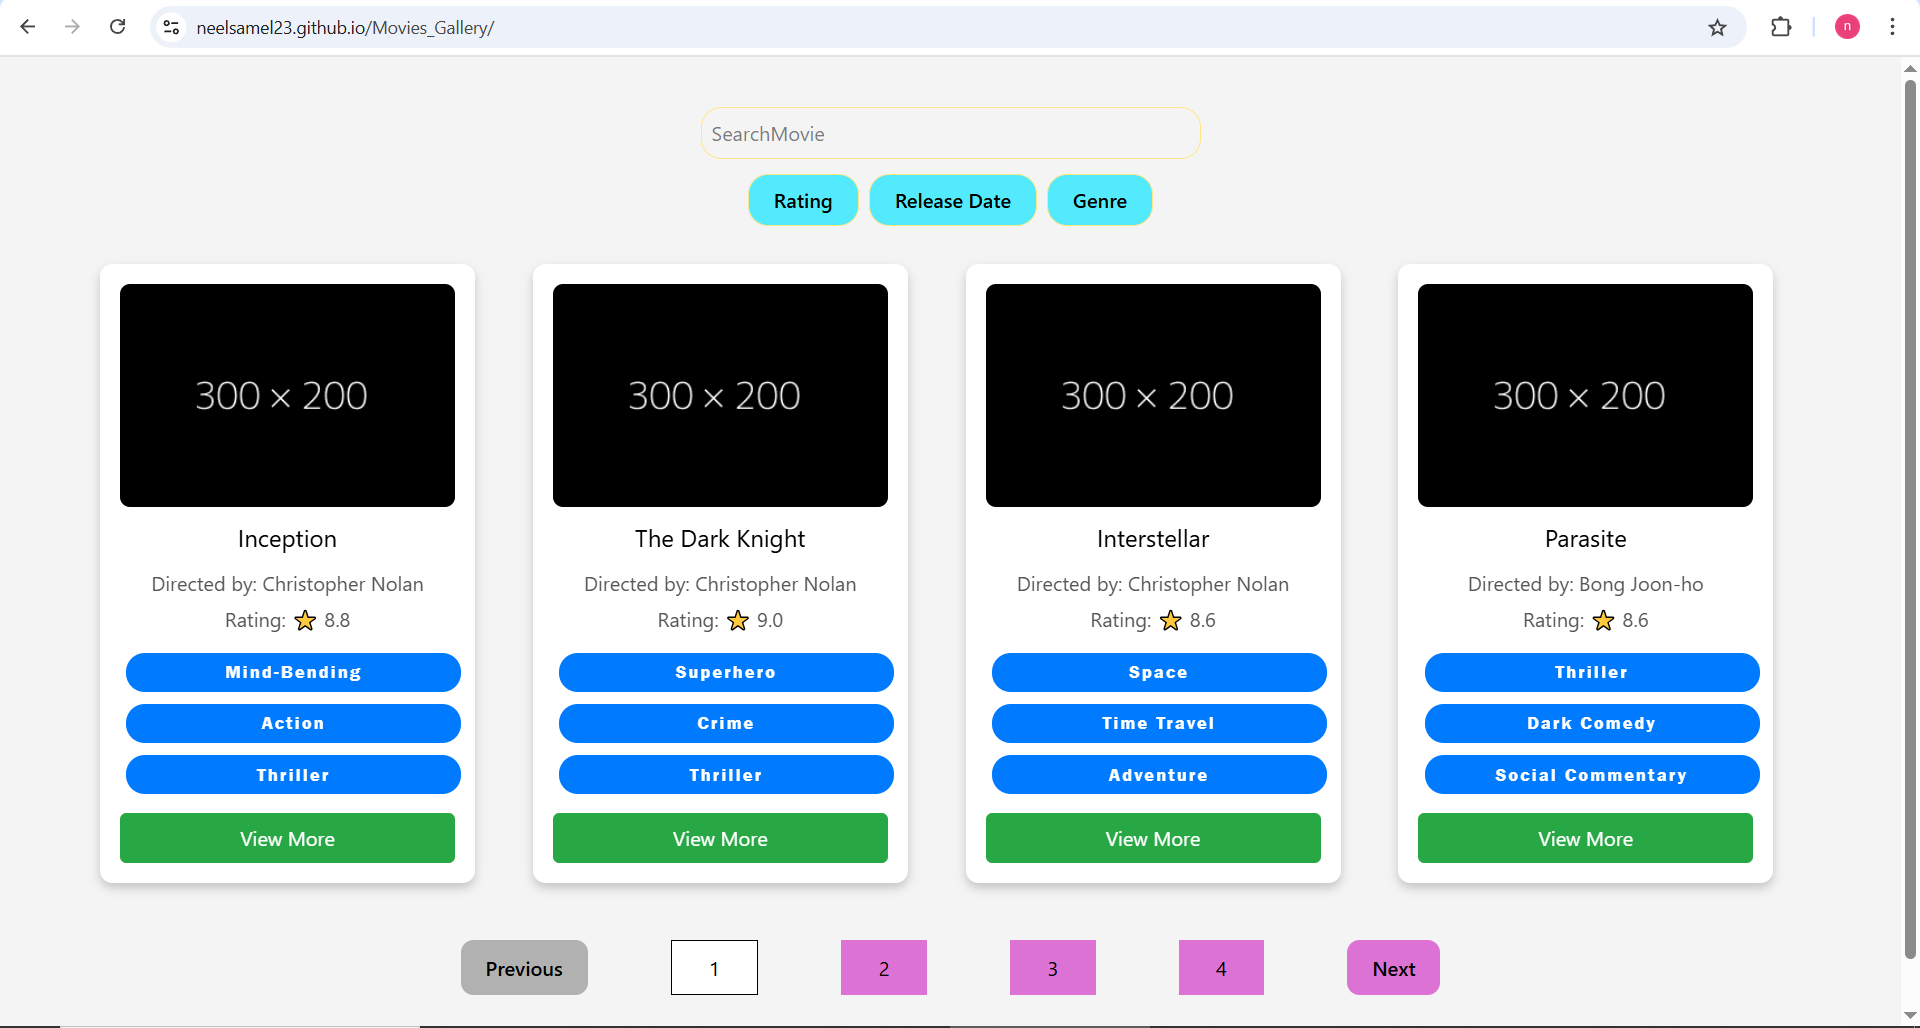 neelsamel23.github.io/Movies_Gallery/
n
SearchMovie
Rating Release Date Genre
300 × 200 300 × 200 300 × 200 300 × 200
Inception The Dark Knight Interstellar Parasite
Directed by: Christopher Nolan Directed by: Christopher Nolan Directed by: Christopher Nolan Directed by: Bong Joon-ho
Rating: ⭐ 8.8 Rating: ⭐ 9.0 Rating: ⭐ 8.6 Rating: ⭐ 8.6
Mind-Bending Superhero Space Thriller
Action Crime Time Travel Dark Comedy
Thriller Thriller Adventure Social Commentary
View More View More View More View More
Previous 1 2 3 4 Next